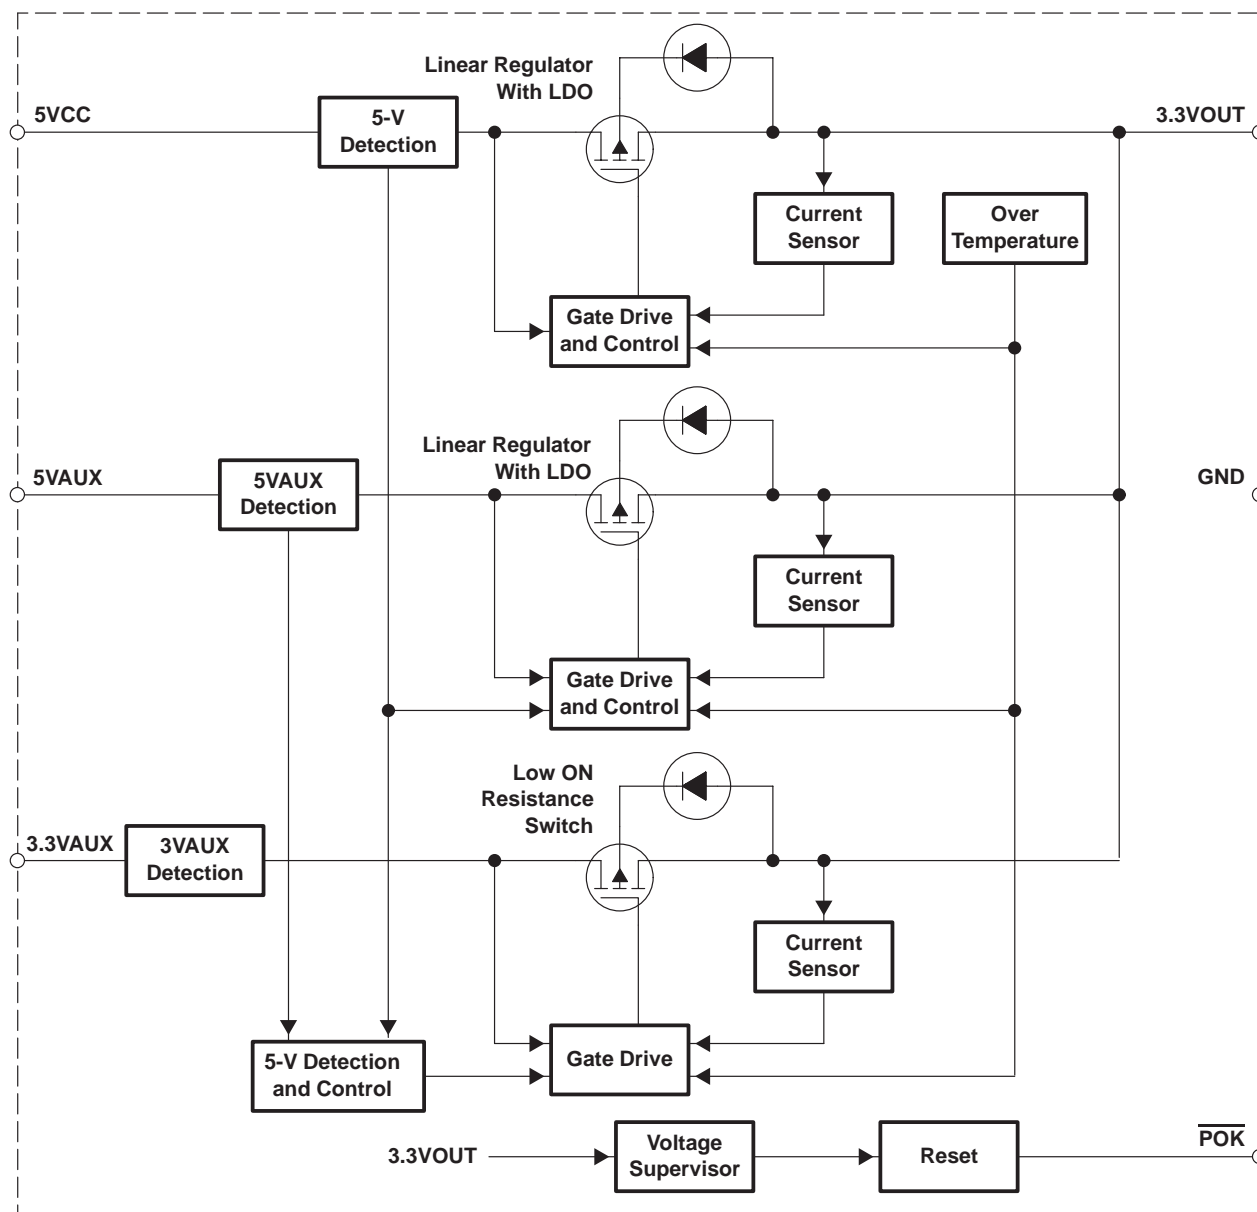 Linear Regulator
With LDO
5VCC
5-V
Detection
3.3VOUT
Current
Sensor
Over
Temperature
Gate Drive
and Control
Linear Regulator
With LDO
5VAUX
5VAUX
Detection
GND
Current
Sensor
Gate Drive
and Control
Low ON
Resistance
Switch
3.3VAUX
3VAUX
Detection
Current
Sensor
5-V Detection
and Control
Gate Drive
3.3VOUT
Voltage
Supervisor
Reset
POK